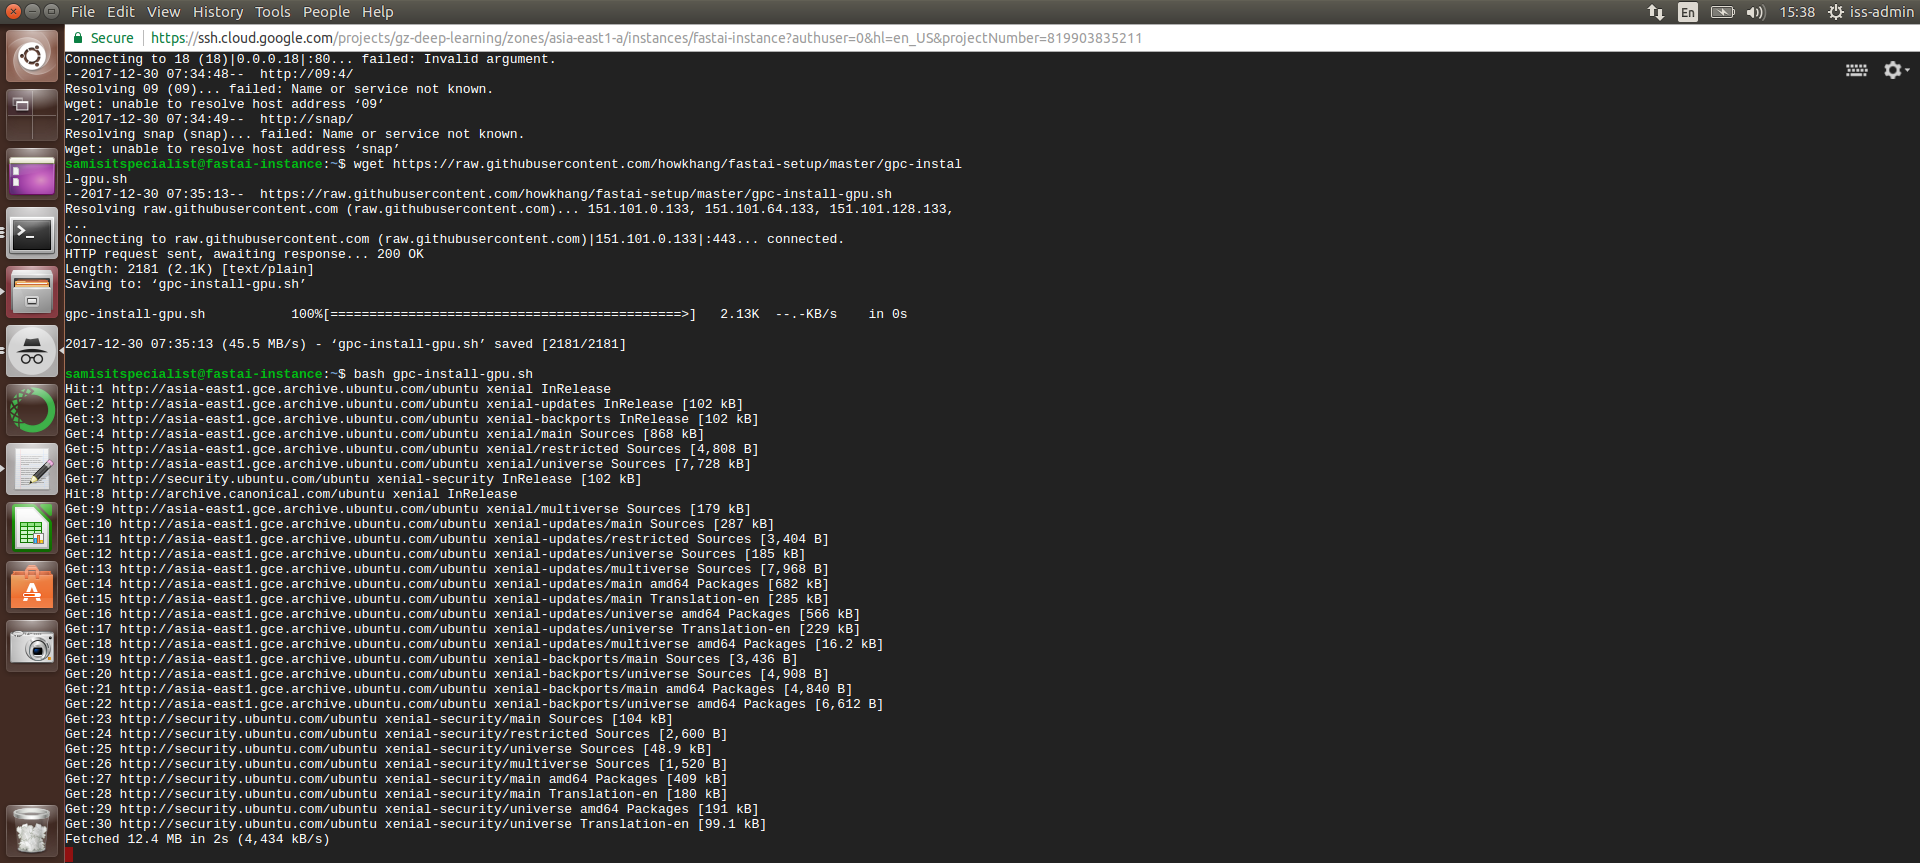 File Edit View History Tools People Help
En
15:38
iss-admin
Secure
https://ssh.cloud.google.com/projects/gz-deep-learning/zones/asia-east1-a/instances/fastai-instance?authuser=0&hl=en_US&projectNumber=819903835211
Connecting to 18 (18)|0.0.0.18|:80... failed: Invalid argument.
--2017-12-30 07:34:48--  http://09:4/
Resolving 09 (09)... failed: Name or service not known.
wget: unable to resolve host address ‘09’
--2017-12-30 07:34:49--  http://snap/
Resolving snap (snap)... failed: Name or service not known.
wget: unable to resolve host address ‘snap’
samisitspecialist@fastai-instance:~$ wget https://raw.githubusercontent.com/howkhang/fastai-setup/master/gpc-instal
l-gpu.sh
--2017-12-30 07:35:13--  https://raw.githubusercontent.com/howkhang/fastai-setup/master/gpc-install-gpu.sh
Resolving raw.githubusercontent.com (raw.githubusercontent.com)... 151.101.0.133, 151.101.64.133, 151.101.128.133,
...
Connecting to raw.githubusercontent.com (raw.githubusercontent.com)|151.101.0.133|:443... connected.
HTTP request sent, awaiting response... 200 OK
Length: 2181 (2.1K) [text/plain]
Saving to: ‘gpc-install-gpu.sh’
gpc-install-gpu.sh           100%[=============================================>]   2.13K  --.-KB/s    in 0s
2017-12-30 07:35:13 (45.5 MB/s) - ‘gpc-install-gpu.sh’ saved [2181/2181]
samisitspecialist@fastai-instance:~$ bash gpc-install-gpu.sh
Hit:1 http://asia-east1.gce.archive.ubuntu.com/ubuntu xenial InRelease
Get:2 http://asia-east1.gce.archive.ubuntu.com/ubuntu xenial-updates InRelease [102 kB]
Get:3 http://asia-east1.gce.archive.ubuntu.com/ubuntu xenial-backports InRelease [102 kB]
Get:4 http://asia-east1.gce.archive.ubuntu.com/ubuntu xenial/main Sources [868 kB]
Get:5 http://asia-east1.gce.archive.ubuntu.com/ubuntu xenial/restricted Sources [4,808 B]
Get:6 http://asia-east1.gce.archive.ubuntu.com/ubuntu xenial/universe Sources [7,728 kB]
Get:7 http://security.ubuntu.com/ubuntu xenial-security InRelease [102 kB]
Hit:8 http://archive.canonical.com/ubuntu xenial InRelease
Get:9 http://asia-east1.gce.archive.ubuntu.com/ubuntu xenial/multiverse Sources [179 kB]
Get:10 http://asia-east1.gce.archive.ubuntu.com/ubuntu xenial-updates/main Sources [287 kB]
Get:11 http://asia-east1.gce.archive.ubuntu.com/ubuntu xenial-updates/restricted Sources [3,404 B]
Get:12 http://asia-east1.gce.archive.ubuntu.com/ubuntu xenial-updates/universe Sources [185 kB]
Get:13 http://asia-east1.gce.archive.ubuntu.com/ubuntu xenial-updates/multiverse Sources [7,968 B]
Get:14 http://asia-east1.gce.archive.ubuntu.com/ubuntu xenial-updates/main amd64 Packages [682 kB]
Get:15 http://asia-east1.gce.archive.ubuntu.com/ubuntu xenial-updates/main Translation-en [285 kB]
Get:16 http://asia-east1.gce.archive.ubuntu.com/ubuntu xenial-updates/universe amd64 Packages [566 kB]
Get:17 http://asia-east1.gce.archive.ubuntu.com/ubuntu xenial-updates/universe Translation-en [229 kB]
Get:18 http://asia-east1.gce.archive.ubuntu.com/ubuntu xenial-updates/multiverse amd64 Packages [16.2 kB]
Get:19 http://asia-east1.gce.archive.ubuntu.com/ubuntu xenial-backports/main Sources [3,436 B]
Get:20 http://asia-east1.gce.archive.ubuntu.com/ubuntu xenial-backports/universe Sources [4,908 B]
Get:21 http://asia-east1.gce.archive.ubuntu.com/ubuntu xenial-backports/main amd64 Packages [4,840 B]
Get:22 http://asia-east1.gce.archive.ubuntu.com/ubuntu xenial-backports/universe amd64 Packages [6,612 B]
Get:23 http://security.ubuntu.com/ubuntu xenial-security/main Sources [104 kB]
Get:24 http://security.ubuntu.com/ubuntu xenial-security/restricted Sources [2,600 B]
Get:25 http://security.ubuntu.com/ubuntu xenial-security/universe Sources [48.9 kB]
Get:26 http://security.ubuntu.com/ubuntu xenial-security/multiverse Sources [1,520 B]
Get:27 http://security.ubuntu.com/ubuntu xenial-security/main amd64 Packages [409 kB]
Get:28 http://security.ubuntu.com/ubuntu xenial-security/main Translation-en [180 kB]
Get:29 http://security.ubuntu.com/ubuntu xenial-security/universe amd64 Packages [191 kB]
Get:30 http://security.ubuntu.com/ubuntu xenial-security/universe Translation-en [99.1 kB]
Fetched 12.4 MB in 2s (4,434 kB/s)